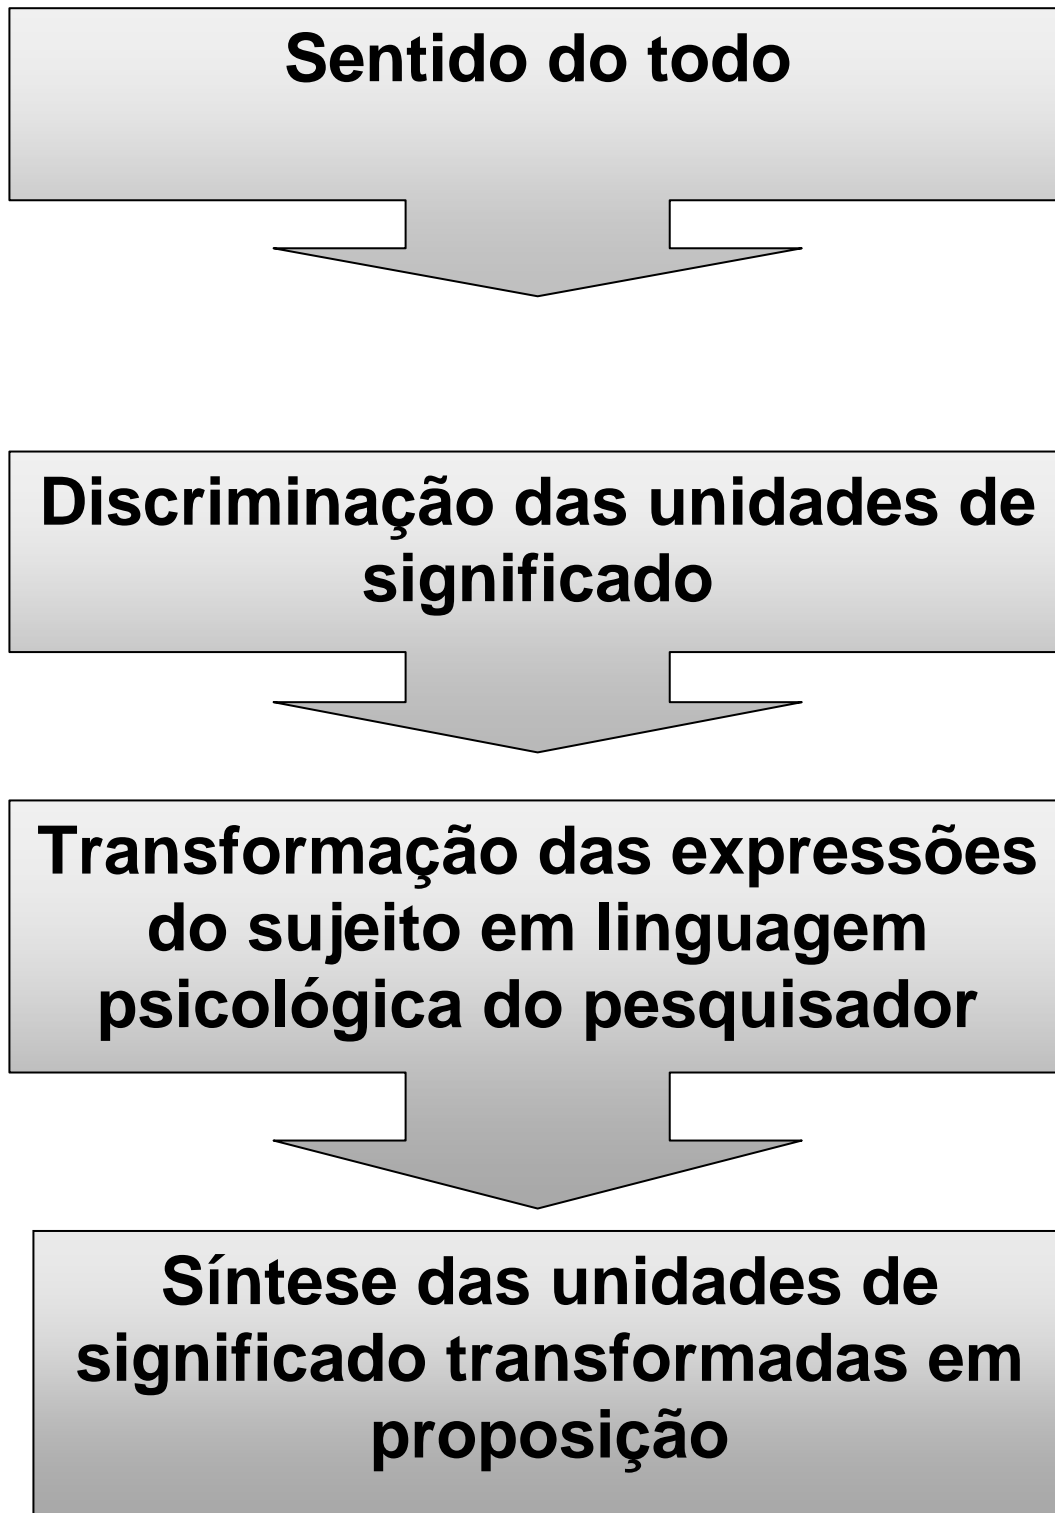 Sentido do todo
Discriminação das unidades de
significado
Transformação das expressões
do sujeito em linguagem
psicológica do pesquisador
Síntese das unidades de
significado transformadas em
proposição